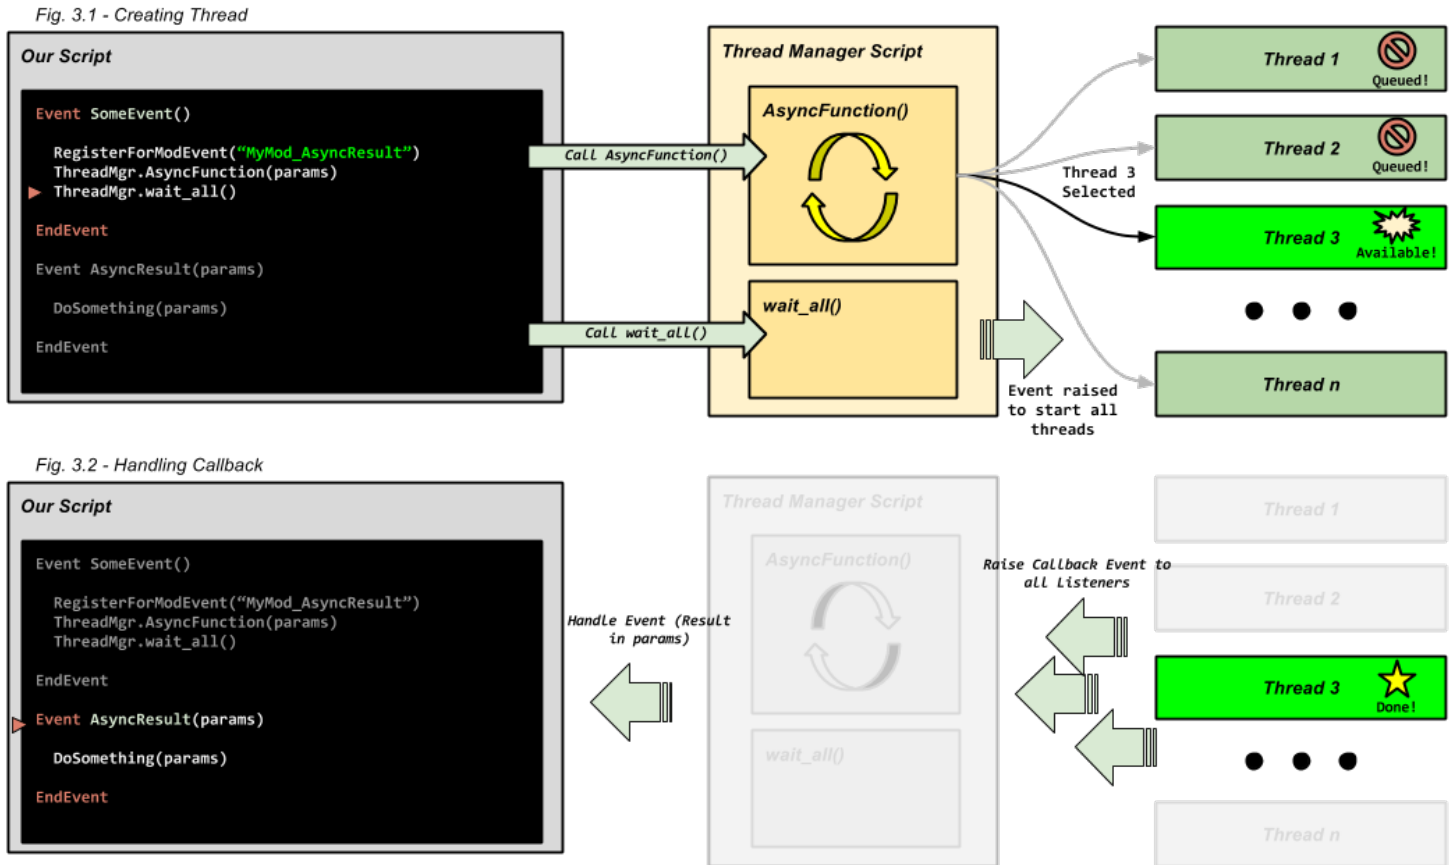 Fig. 3.1 - Creating Thread
Our Script
Event SomeEvent()
RegisterForModEvent(“MyMod_AsyncResult”)
ThreadMgr.AsyncFunction(params)
ThreadMgr.wait_all()
EndEvent
Event AsyncResult(params)
DoSomething(params)
EndEvent
Call AsyncFunction()
Call wait_all()
Thread Manager Script
AsyncFunction()
wait_all()
Thread 3
Selected
Event raised
to start all
threads
Thread 1
Queued!
Thread 2
Queued!
Thread 3
Available!
Thread n
Fig. 3.2 - Handling Callback
Our Script
Event SomeEvent()
RegisterForModEvent(“MyMod_AsyncResult”)
ThreadMgr.AsyncFunction(params)
ThreadMgr.wait_all()
EndEvent
Event AsyncResult(params)
DoSomething(params)
EndEvent
Handle Event (Result
in params)
Thread Manager Script
AsyncFunction()
wait_all()
Raise Callback Event to
all Listeners
Thread 1
Thread 2
Thread 3
Done!
Thread n